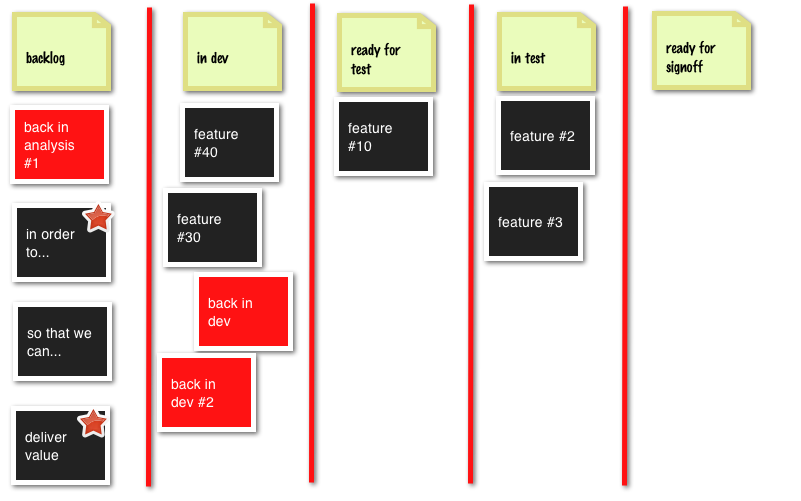 backlog
back in
analysis
#1
in order
to...
so that we
can...
deliver
value
in dev
feature
#40
feature
#30
back in
dev
back in
dev #2
ready for
test
feature
#10
in test
feature #2
feature #3
ready for
signoff